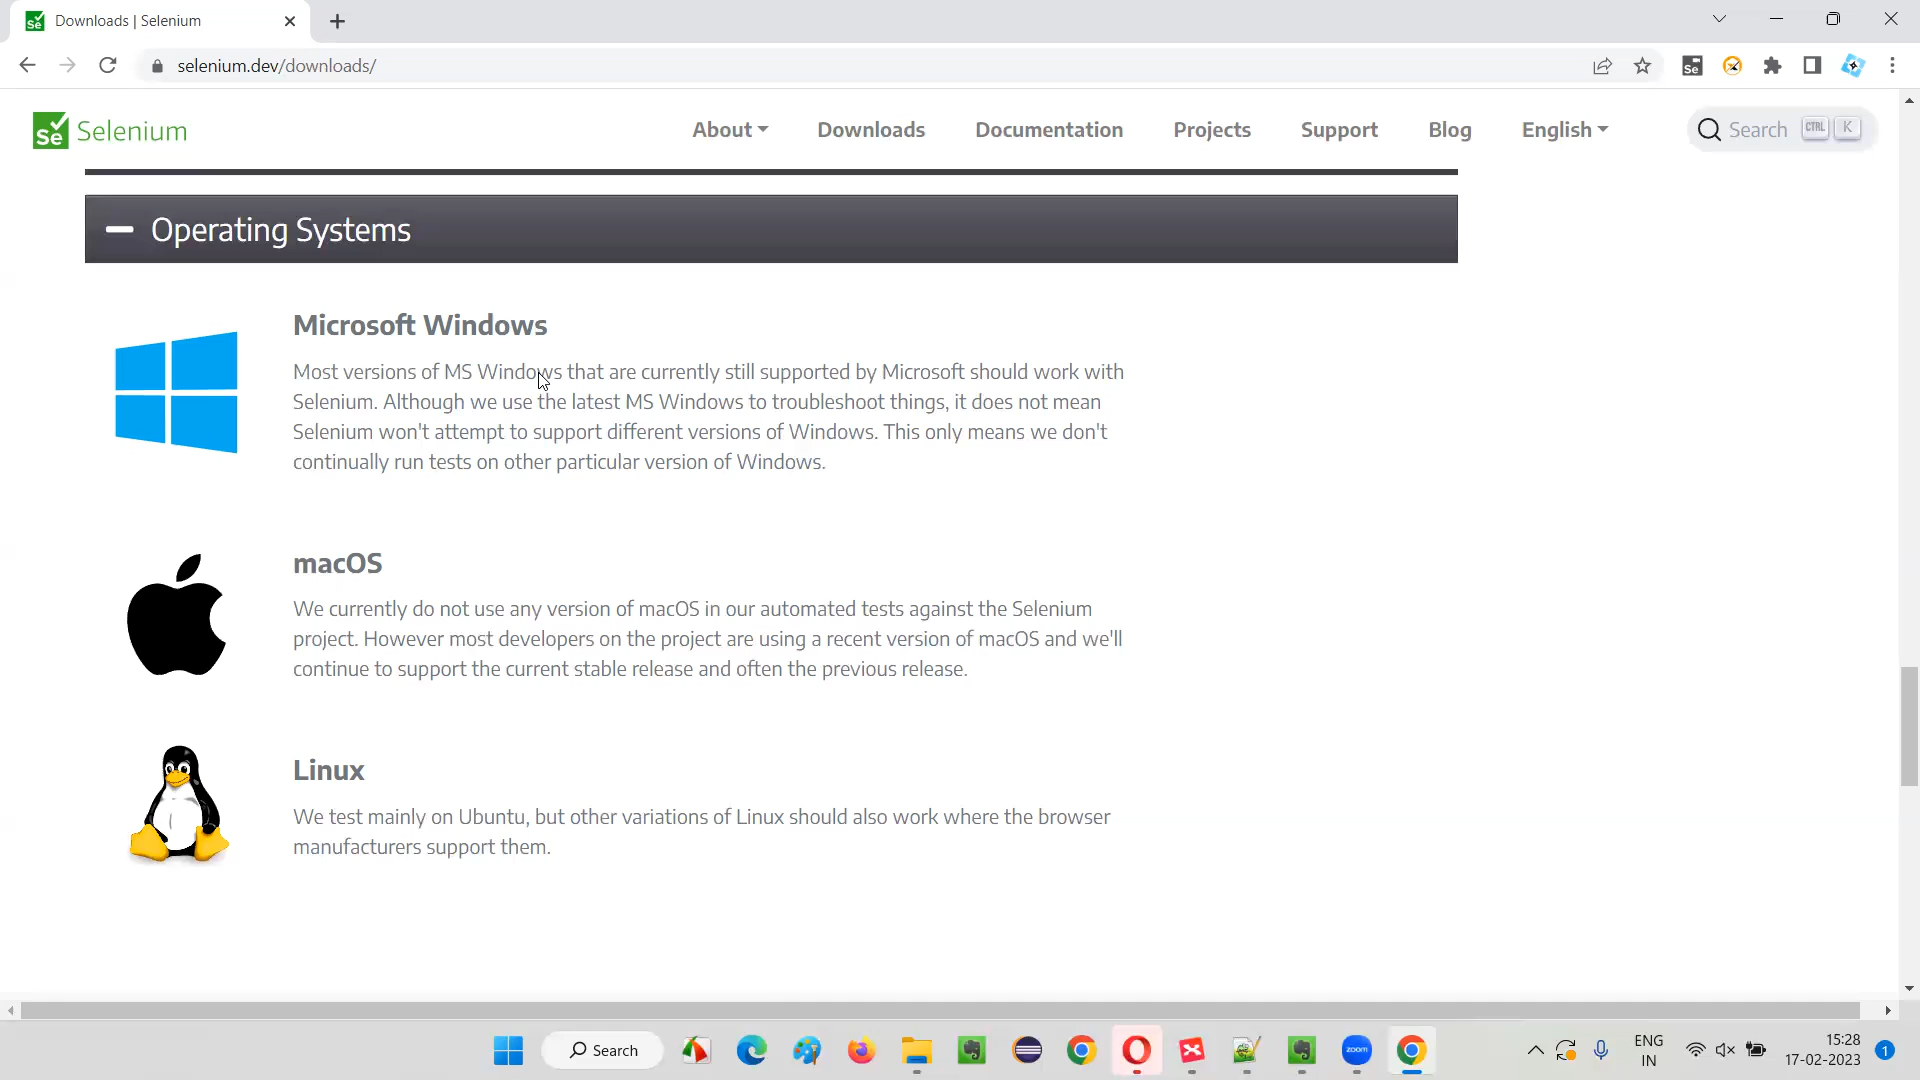 Downloads | Selenium
selenium.dev/downloads/
Se Selenium
About
Downloads
Documentation
Projects
Support
Blog
English
Search CTRL K
Operating Systems
Microsoft Windows
Most versions of MS Windows that are currently still supported by Microsoft should work with
Selenium. Although we use the latest MS Windows to troubleshoot things, it does not mean
Selenium won't attempt to support different versions of Windows. This only means we don't
continually run tests on other particular version of Windows.
macOS
We currently do not use any version of macOS in our automated tests against the Selenium
project. However most developers on the project are using a recent version of macOS and we'll
continue to support the current stable release and often the previous release.
Linux
We test mainly on Ubuntu, but other variations of Linux should also work where the browser
manufacturers support them.
Search
zoom
ENG
IN
15:28
17-02-2023
1